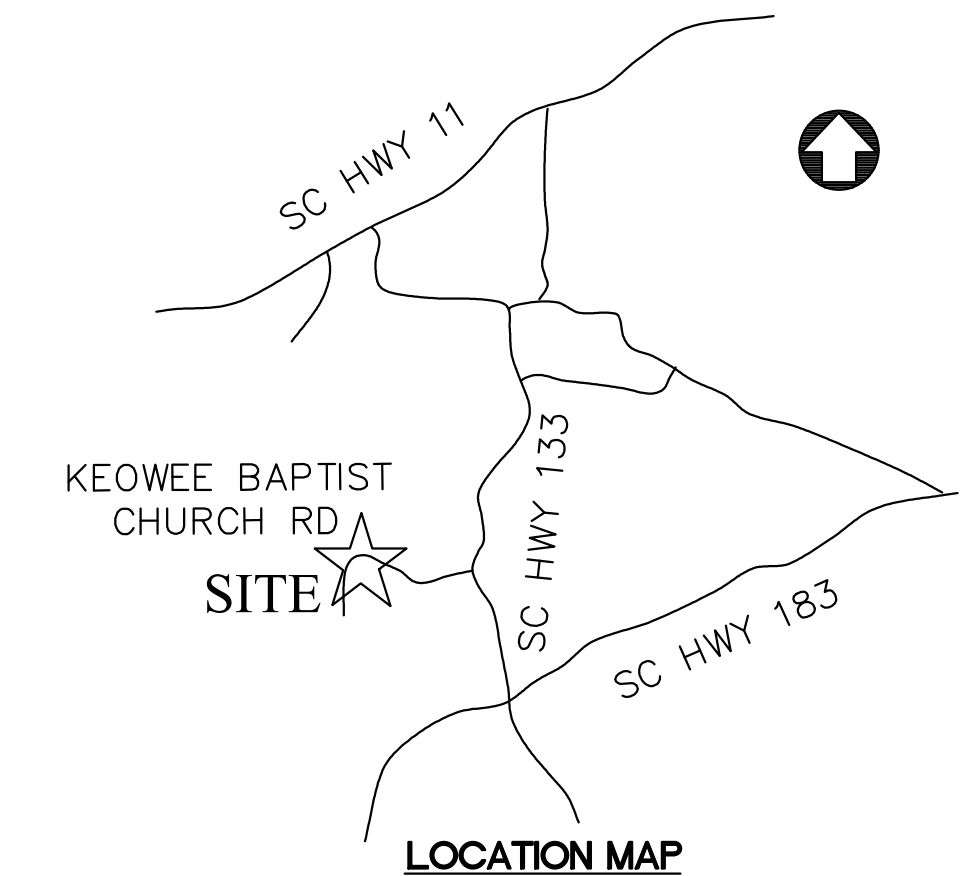 SC HWY 11
KEOWEE BAPTIST
CHURCH RD
SITE
SC HWY 133
SC HWY 183
LOCATION MAP